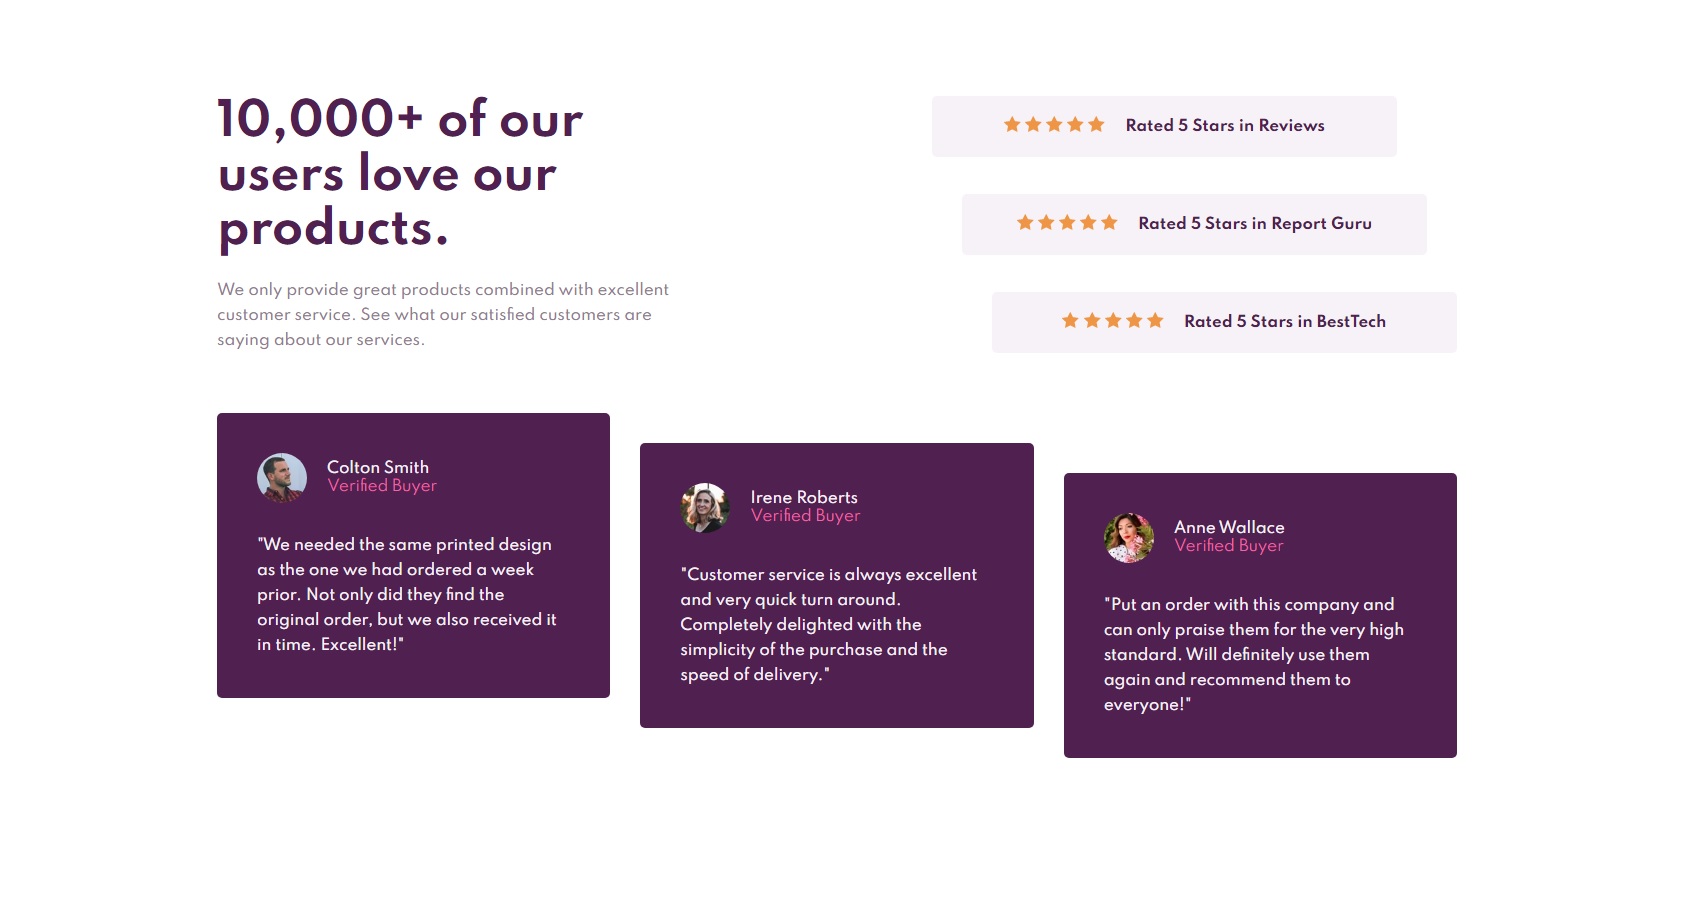 10,000+ of our
users love our
products.
We only provide great products combined with excellent
customer service. See what our satisfied customers are
saying about our services.
Rated 5 Stars in Reviews
Rated 5 Stars in Report Guru
Rated 5 Stars in BestTech
Colton Smith
Verified Buyer
"We needed the same printed design
as the one we had ordered a week
prior. Not only did they find the
original order, but we also received it
in time. Excellent!"
Irene Roberts
Verified Buyer
"Customer service is always excellent
and very quick turn around.
Completely delighted with the
simplicity of the purchase and the
speed of delivery."
Anne Wallace
Verified Buyer
"Put an order with this company and
can only praise them for the very high
standard. Will definitely use them
again and recommend them to
everyone!"